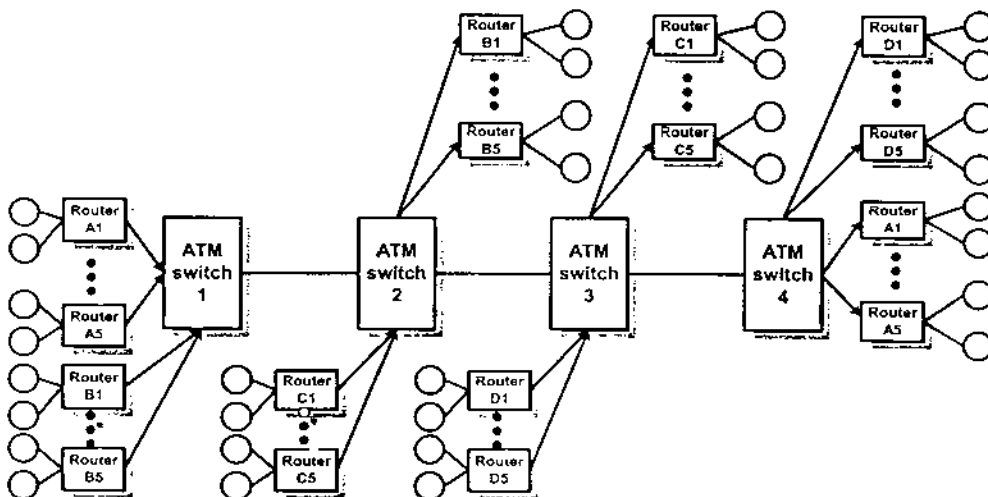 Router
B1
Router
C1
Router
D1
Router
B5
Router
C5
Router
D5
Router
A1
ATM
switch
1
ATM
switch
2
ATM
switch
3
ATM
switch
4
Router
A1
Router
A5
Router
A5
Router
B1
Router
C1
Router
D1
Router
B5
Router
C5
Router
D5